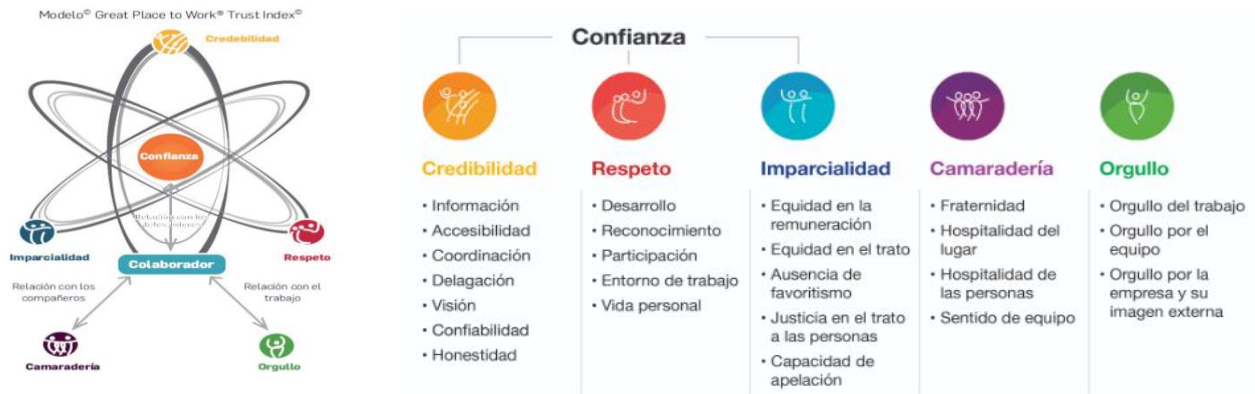 Modelo© Great Place to Work® Trust Index©
Credebilidad
Confianza
Relación con los
Imparcialidad
Respeto
Colaborador
Relación con los
compañeros
Relación con el
trabajo
Camaradería
Orgullo
Confianza
Credibilidad
• Información
• Accesibilidad
• Coordinación
• Delagación
• Visión
• Confiabilidad
• Honestidad
Respeto
• Desarrollo
• Reconocimiento
• Participación
• Entorno de trabajo
• Vida personal
Imparcialidad
• Equidad en la
remuneración
• Equidad en el trato
• Ausencia de
favoritismo
• Justicia en el trato
a las personas
• Capacidad de
apelación
Camaradería
• Fraternidad
• Hospitalidad del
lugar
• Hospitalidad de
las personas
• Sentido de equipo
Orgullo
• Orgullo del trabajo
• Orgullo por el
equipo
• Orgullo por la
empresa y su
imagen externa